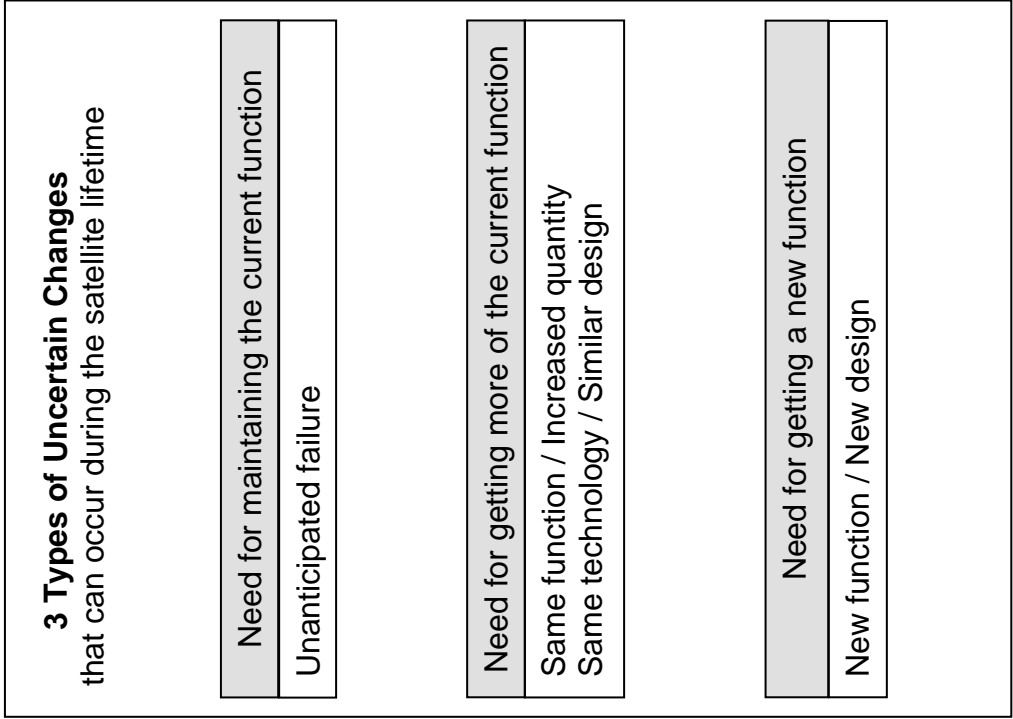 3 Types of Uncertain Changes
that can occur during the satellite lifetime
Need for maintaining the current function
Unanticipated failure
Need for getting more of the current function
Same function / Increased quantity
Same technology / Similar design
Need for getting a new function
New function / New design